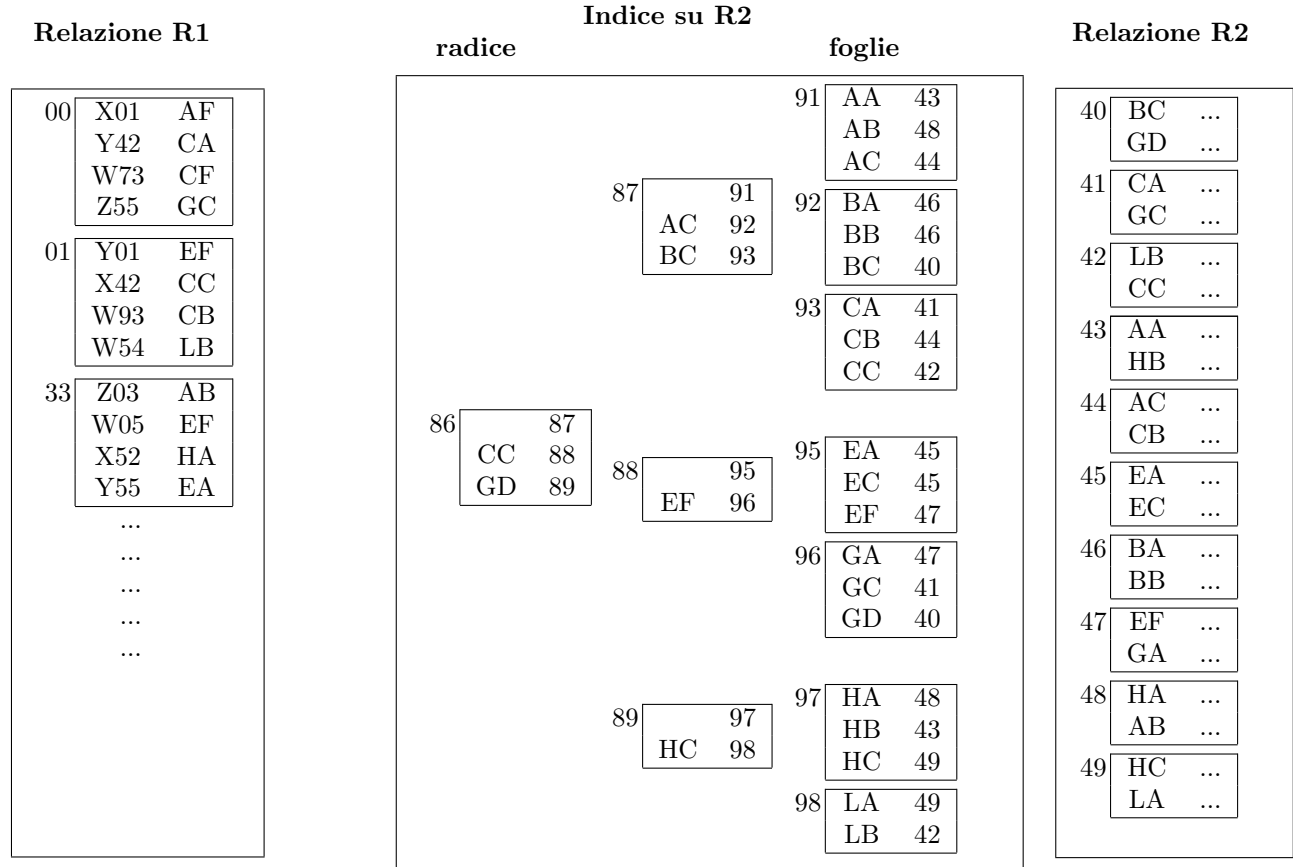 Indice su R2
Relazione R1
radice
foglie
Relazione R2
00 X01 AF
Y42 CA
W73 CF
Z55 GC
01 Y01 EF
X42 CC
W93 CB
W54 LB
33 Z03 AB
W05 EF
X52 HA
Y55 EA
...
...
...
...
...
86 87
CC 88
GD 89
87 91
AC 92
BC 93
88 95
EF 96
89 97
HC 98
91 AA 43
AB 48
AC 44
92 BA 46
BB 46
BC 40
93 CA 41
CB 44
CC 42
95 EA 45
EC 45
EF 47
96 GA 47
GC 41
GD 40
97 HA 48
HB 43
HC 49
98 LA 49
LB 42
40 BC ...
GD ...
41 CA ...
GC ...
42 LB ...
CC ...
43 AA ...
HB ...
44 AC ...
CB ...
45 EA ...
EC ...
46 BA ...
BB ...
47 EF ...
GA ...
48 HA ...
AB ...
49 HC ...
LA ...